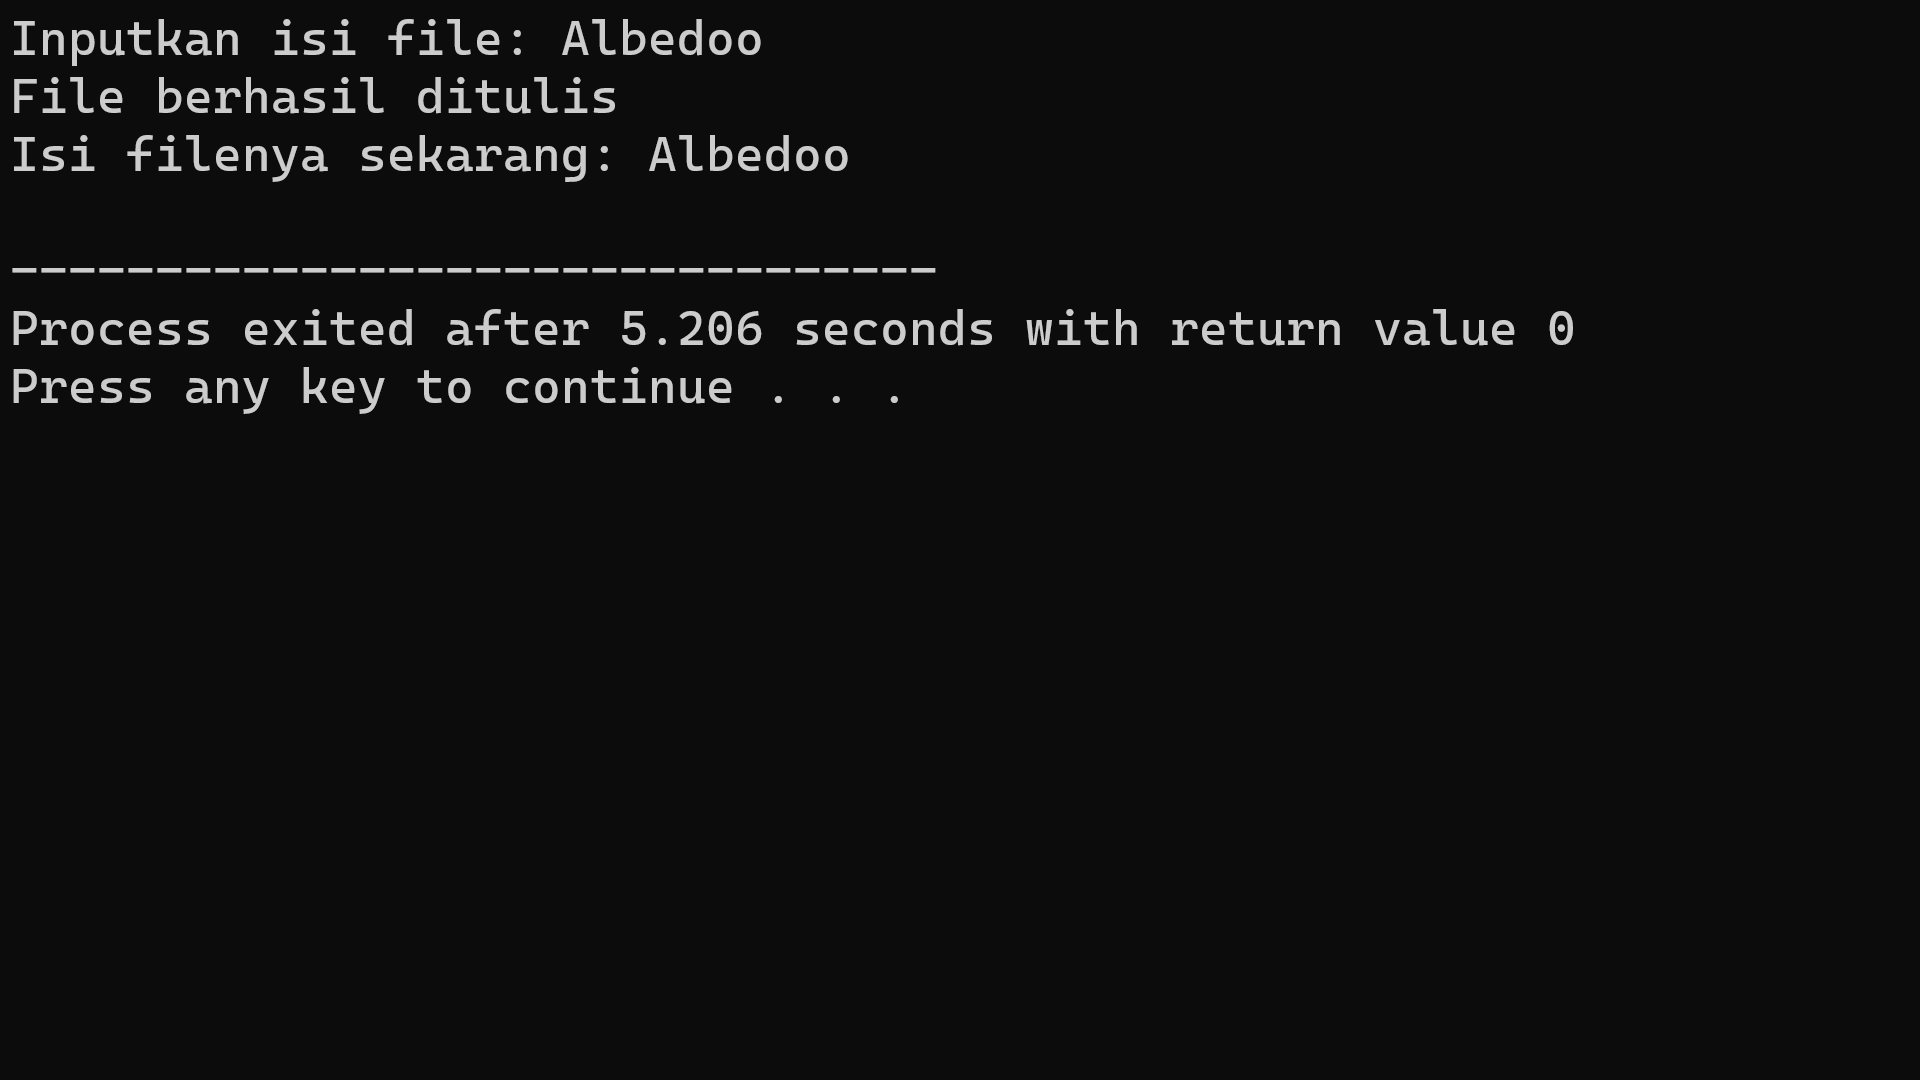 Inputkan isi file: Albedoo
File berhasil ditulis
Isi filenya sekarang: Albedoo
--------------------------------
Process exited after 5.206 seconds with return value 0
Press any key to continue . . .